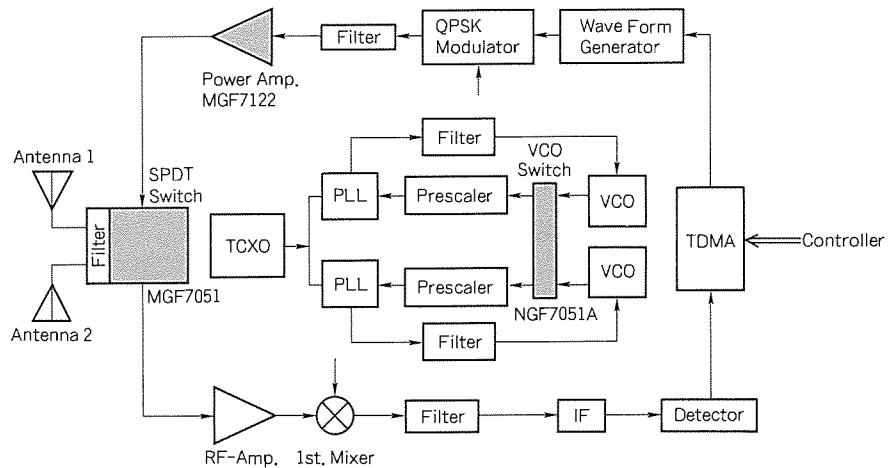 QPSK
Modulator
Wave Form
Generator
Filter
Power Amp.
MGF7122
Filter
VCO
Switch
Antenna 1
SPDT
Switch
PLL
Prescaler
VCO
Filter
TCXO
TDMA
Controller
PLL
Prescaler
VCO
MGF7051
NGF7051A
Antenna 2
Filter
RF-Amp.
1st. Mixer
Filter
IF
Detector